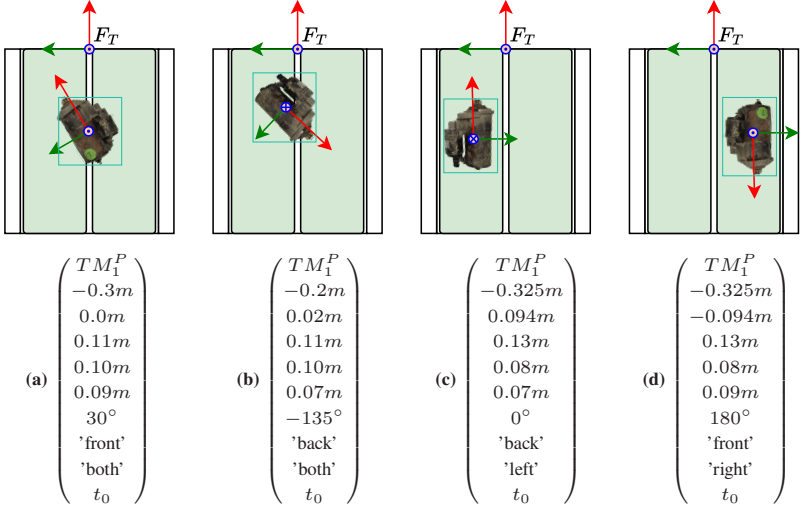 F_T F_T F_T F_T
(a) TM_1^P
−0.3m
0.0m
0.11m
0.10m
0.09m
30°
'front'
'both'
t_0
(b) TM_1^P
−0.2m
0.02m
0.11m
0.10m
0.07m
−135°
'back'
'both'
t_0
(c) TM_1^P
−0.325m
0.094m
0.13m
0.08m
0.07m
0°
'back'
'left'
t_0
(d) TM_1^P
−0.325m
−0.094m
0.13m
0.08m
0.09m
180°
'front'
'right'
t_0